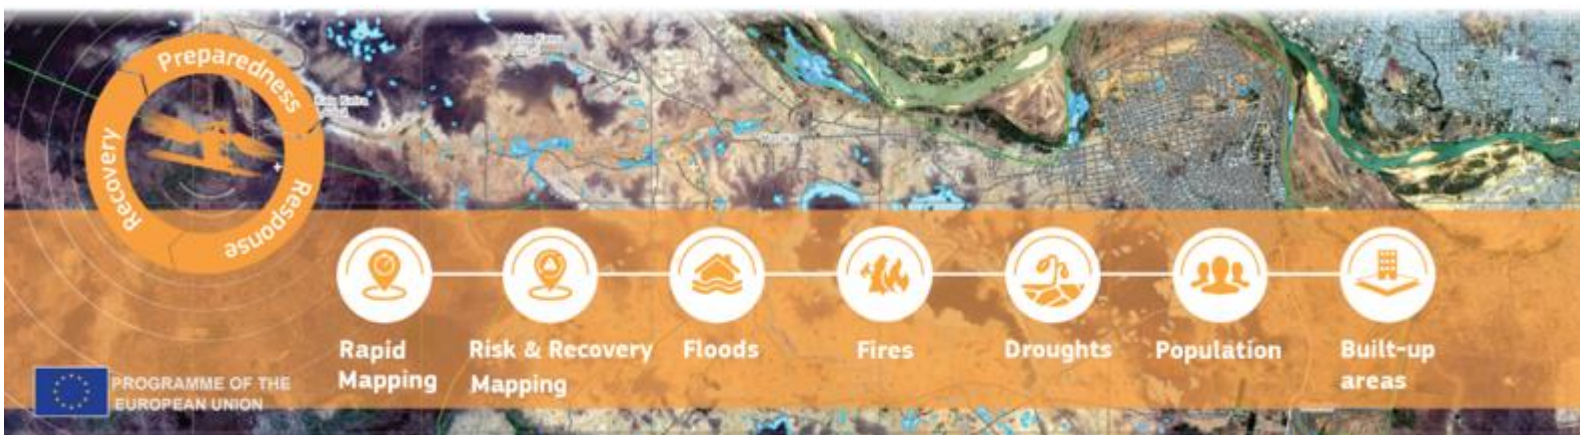 Preparedness
Response
Recovery
Rapid
Mapping
Risk & Recovery
Mapping
Floods
Fires
Droughts
Population
Built-up
areas
PROGRAMME OF THE
EUROPEAN UNION